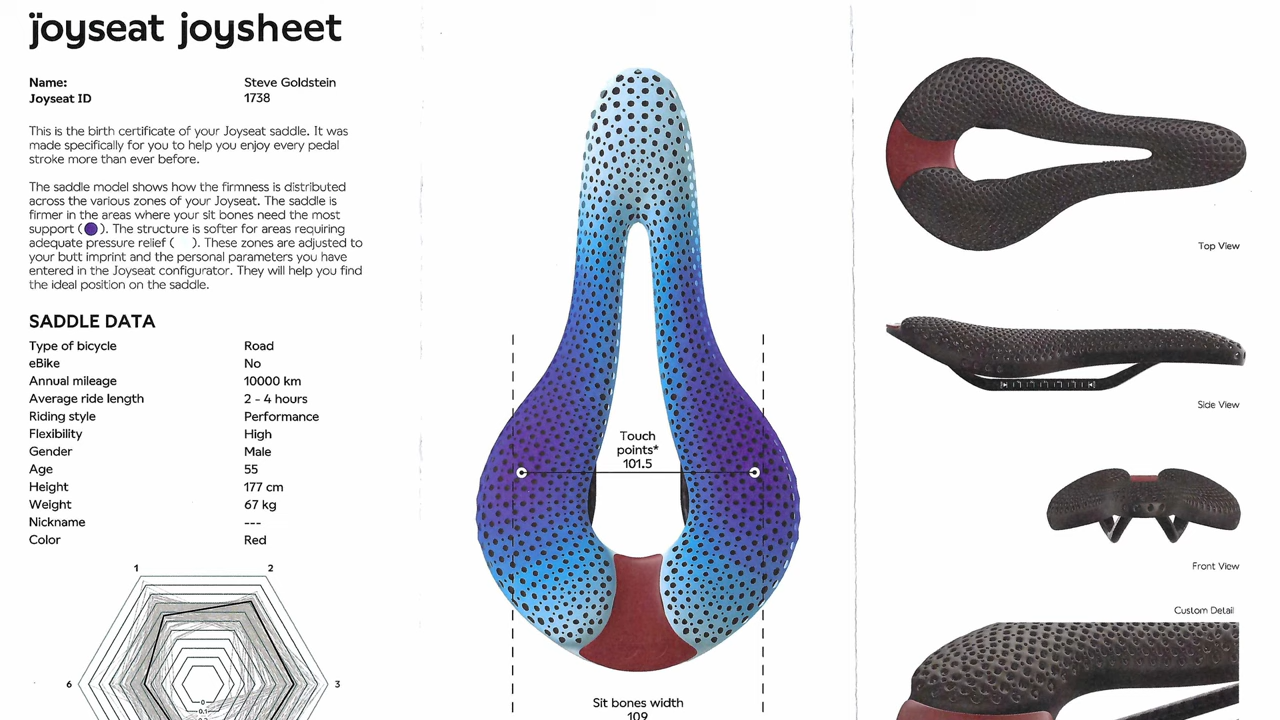 joyseat joysheet
Name: Steve Goldstein
Joyseat ID 1738
This is the birth certificate of your Joyseat saddle. It was
made specifically for you to help you enjoy every pedal
stroke more than ever before.
The saddle model shows how the firmness is distributed
across the various zones of your Joyseat. The saddle is
firmer in the areas where your sit bones need the most
support ( ). The structure is softer for areas requiring
adequate pressure relief ( ). These zones are adjusted to
your butt imprint and the personal parameters you have
entered in the Joyseat configurator. They will help you find
the ideal position on the saddle.
SADDLE DATA
Type of bicycle Road
eBike No
Annual mileage 10000 km
Average ride length 2 - 4 hours
Riding style Performance
Flexibility High
Gender Male
Age 55
Height 177 cm
Weight 67 kg
Nickname ---
Color Red
1 2
6 3
0
0.1
Touch
points*
101.5
Sit bones width
109
Top View
Side View
Front View
Custom Detail